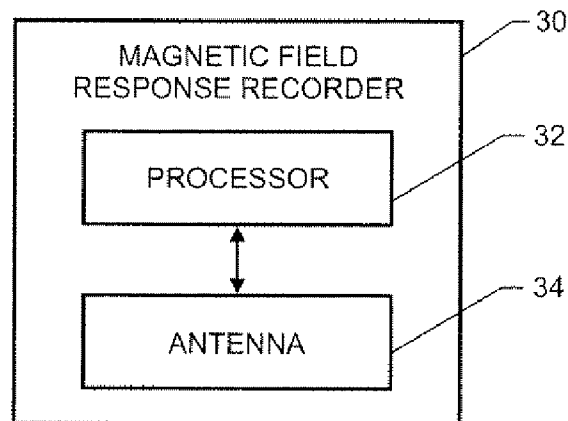 30
MAGNETIC FIELD
RESPONSE RECORDER
32
PROCESSOR
34
ANTENNA